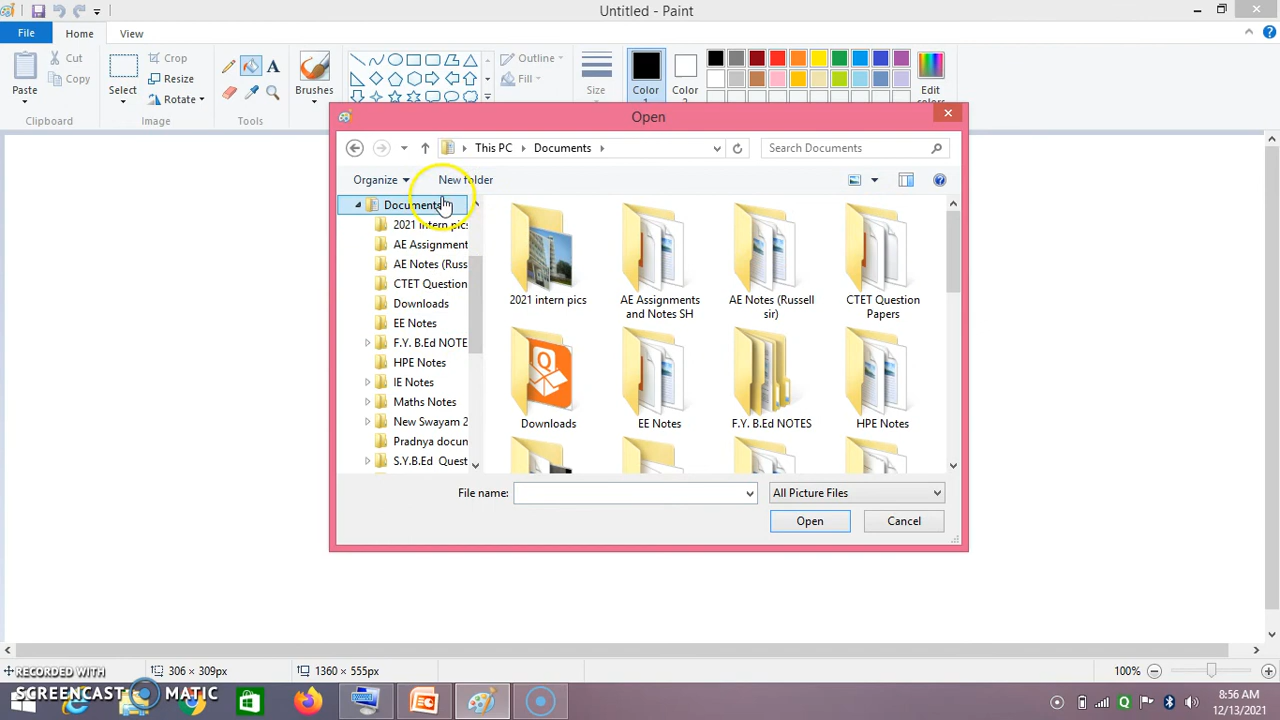 Untitled - Paint
File
Home
View
Paste
Cut
Copy
Clipboard
Select
Crop
Resize
Rotate
Image
A
Tools
Brushes
Outline
Fill
Size
Color
1
Color
2
Edit
colors
Open
This PC
Documents
Search Documents
Organize
New folder
Documents
2021 intern pics
AE Assignment
AE Notes (Russ
CTET Question
Downloads
EE Notes
F.Y. B.Ed NOTE
HPE Notes
IE Notes
Maths Notes
New Swayam 2
Pradnya docun
S.Y.B.Ed Quest
2021 intern pics
AE Assignments
and Notes SH
AE Notes (Russell
sir)
CTET Question
Papers
Downloads
EE Notes
F.Y. B.Ed NOTES
HPE Notes
File name:
All Picture Files
Open
Cancel
306 × 309px
1360 × 555px
100%
RECORDED WITH
SCREENCAST MATIC
8:56 AM
12/13/2021